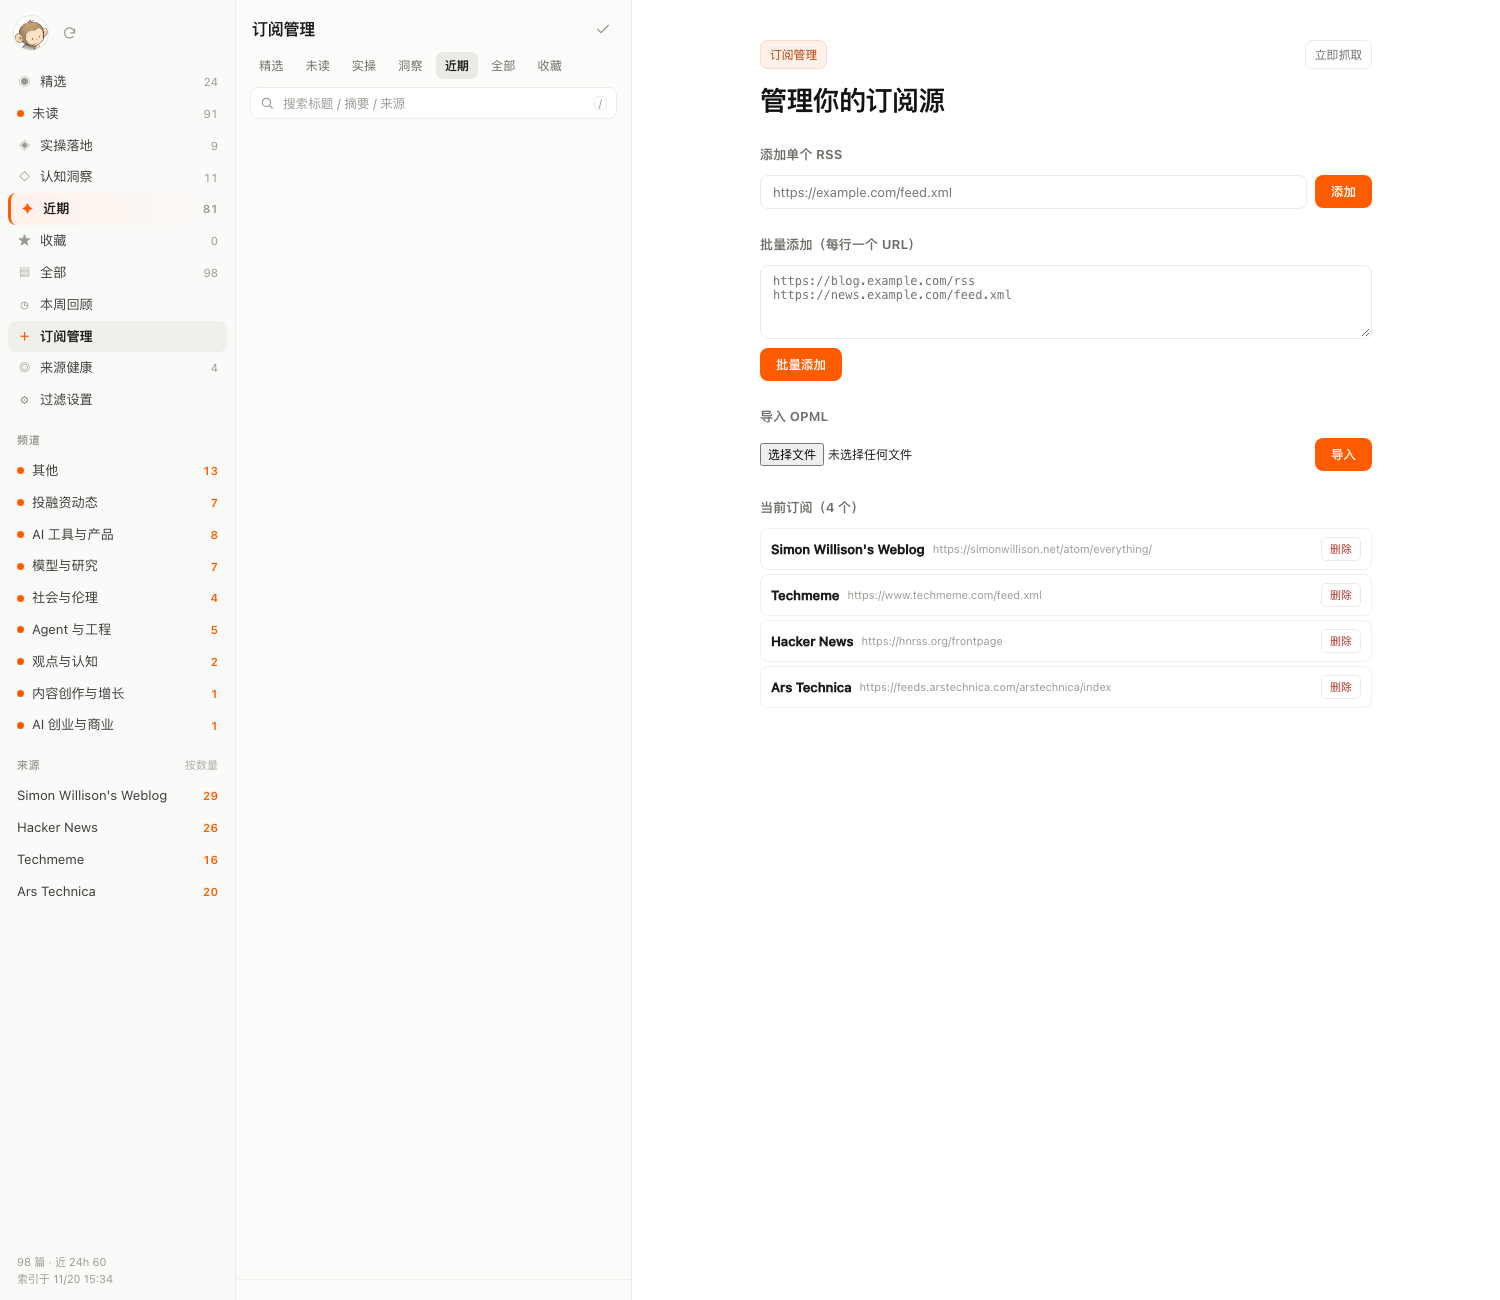 精选 24
未读 91
实操落地 9
认知洞察 11
近期 81
收藏 0
全部 98
本周回顾
订阅管理
来源健康 4
过滤设置
频道
其他 13
投融资动态 7
AI 工具与产品 8
模型与研究 7
社会与伦理 4
Agent 与工程 5
观点与认知 2
内容创作与增长 1
AI 创业与商业 1
来源 按数量
Simon Willison's Weblog 29
Hacker News 26
Techmeme 16
Ars Technica 20
98 篇 · 近 24h 60
索引于 11/20 15:34
订阅管理
精选 未读 实操 洞察 近期 全部 收藏
搜索标题 / 摘要 / 来源 /
订阅管理 立即抓取
管理你的订阅源
添加单个 RSS
https://example.com/feed.xml 添加
批量添加（每行一个 URL）
https://blog.example.com/rss
https://news.example.com/feed.xml
批量添加
导入 OPML
选择文件 未选择任何文件 导入
当前订阅（4 个）
Simon Willison's Weblog https://simonwillison.net/atom/everything/ 删除
Techmeme https://www.techmeme.com/feed.xml 删除
Hacker News https://hnrss.org/frontpage 删除
Ars Technica https://feeds.arstechnica.com/arstechnica/index 删除